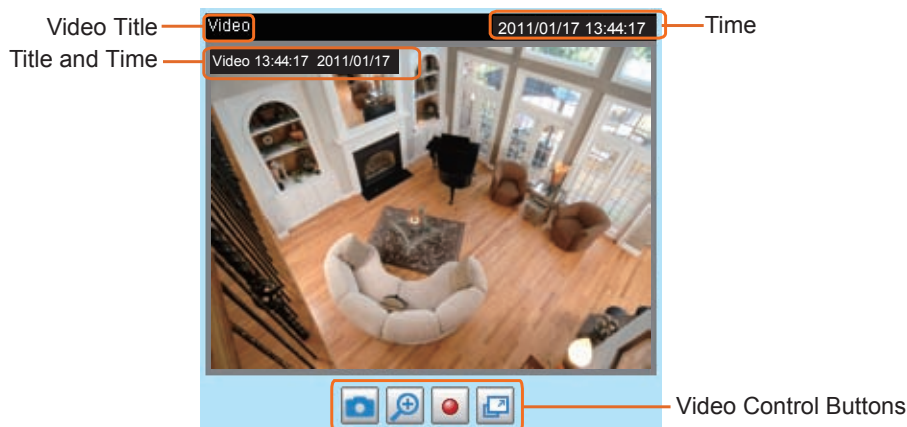 Video Title
Video
2011/01/17 13:44:17
Time
Title and Time
Video 13:44:17 2011/01/17
Video Control Buttons